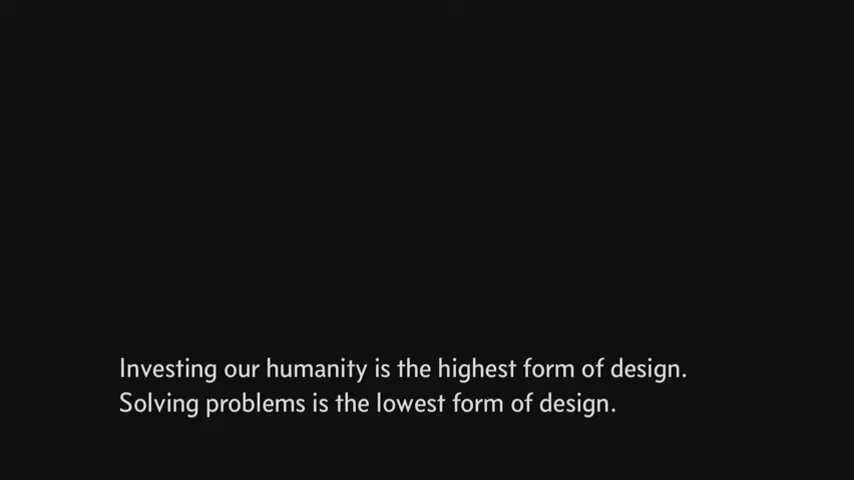 Investing our humanity is the highest form of design.
Solving problems is the lowest form of design.